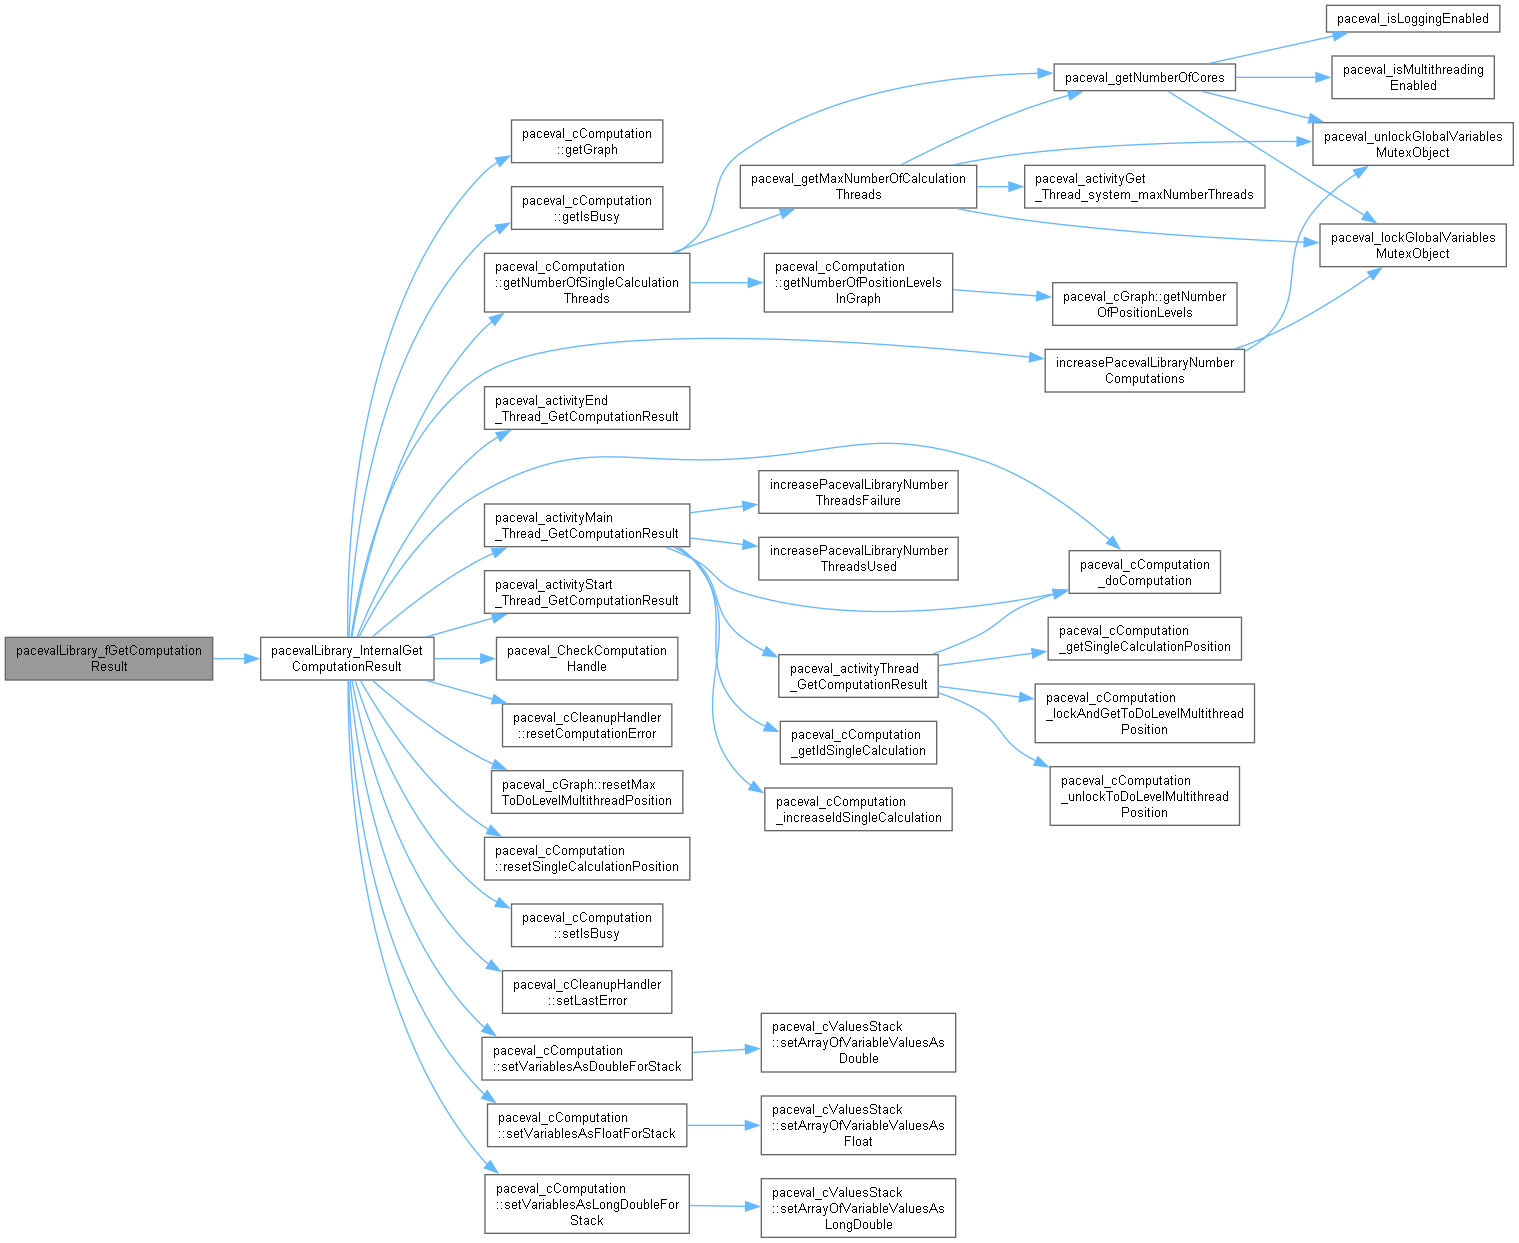 pacevalLibrary_fGetComputation
Result
pacevalLibrary_InternalGet
ComputationResult
paceval_cComputation
::getGraph
paceval_cComputation
::getIsBusy
paceval_cComputation
::getNumberOfSingleCalculation
Threads
paceval_activityEnd
_Thread_GetComputationResult
paceval_activityMain
_Thread_GetComputationResult
paceval_activityStart
_Thread_GetComputationResult
paceval_CheckComputation
Handle
paceval_cCleanupHandler
::resetComputationError
paceval_cGraph::resetMax
ToDoLevelMultithreadPosition
paceval_cComputation
::resetSingleCalculationPosition
paceval_cComputation
::setIsBusy
paceval_cCleanupHandler
::setLastError
paceval_cComputation
::setVariablesAsDoubleForStack
paceval_cComputation
::setVariablesAsFloatForStack
paceval_cComputation
::setVariablesAsLongDoubleFor
Stack
paceval_getMaxNumberOfCalculation
Threads
paceval_cComputation
::getNumberOfPositionLevels
InGraph
increasePacevalLibraryNumber
ThreadsFailure
increasePacevalLibraryNumber
ThreadsUsed
paceval_activityThread
_GetComputationResult
paceval_cComputation
_getIdSingleCalculation
paceval_cComputation
_increaseIdSingleCalculation
paceval_cValuesStack
::setArrayOfVariableValuesAs
Double
paceval_cValuesStack
::setArrayOfVariableValuesAs
Float
paceval_cValuesStack
::setArrayOfVariableValuesAs
LongDouble
paceval_getNumberOfCores
paceval_activityGet
_Thread_system_maxNumberThreads
paceval_cGraph::getNumber
OfPositionLevels
increasePacevalLibraryNumber
Computations
paceval_cComputation
_doComputation
paceval_cComputation
_getSingleCalculationPosition
paceval_cComputation
_lockAndGetToDoLevelMultithread
Position
paceval_cComputation
_unlockToDoLevelMultithread
Position
paceval_isLoggingEnabled
paceval_isMultithreading
Enabled
paceval_unlockGlobalVariables
MutexObject
paceval_lockGlobalVariables
MutexObject